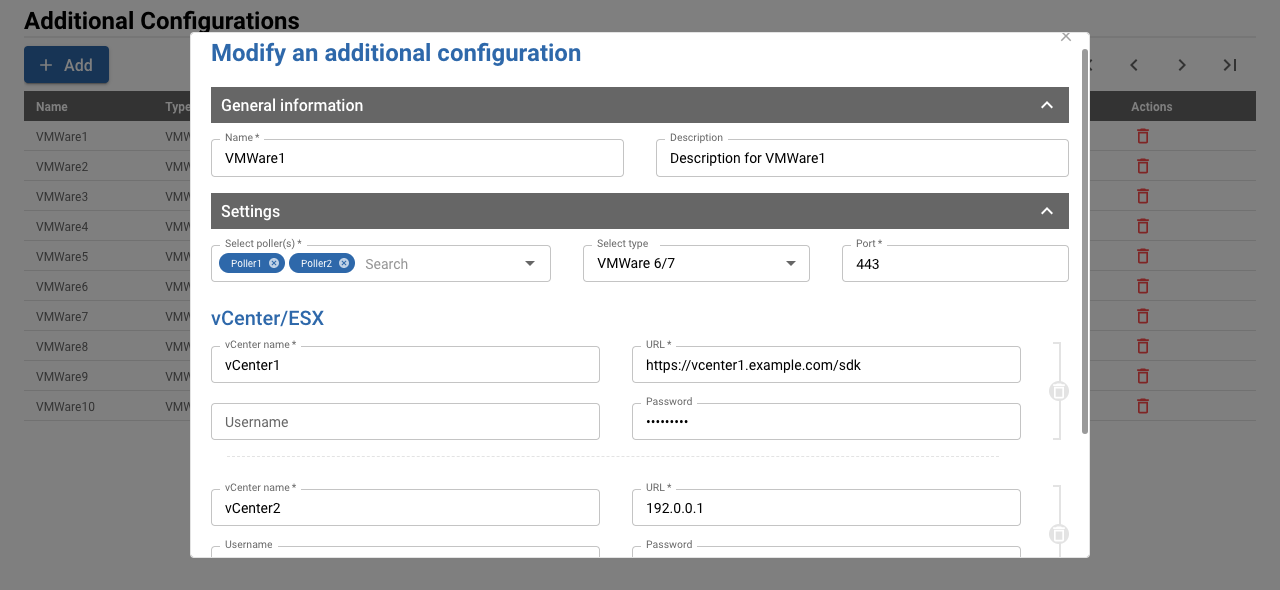 Additional Configurations
Modify an additional configuration
Add
General information
Name Type Actions
Name *
VMWare1
Description
Description for VMWare1
VMWare1 VMW
VMWare2 VMW
VMWare3 VMW
VMWare4 VMW
VMWare5 VMW
VMWare6 VMW
VMWare7 VMW
VMWare8 VMW
VMWare9 VMW
VMWare10 VMW
Settings
Select poller(s) *
Poller1 Poller2 Search
Select type
VMWare 6/7
Port *
443
vCenter/ESX
vCenter name *
vCenter1
URL *
https://vcenter1.example.com/sdk
Username
Password
•••••••••
vCenter name *
vCenter2
URL *
192.0.0.1
Username
Password